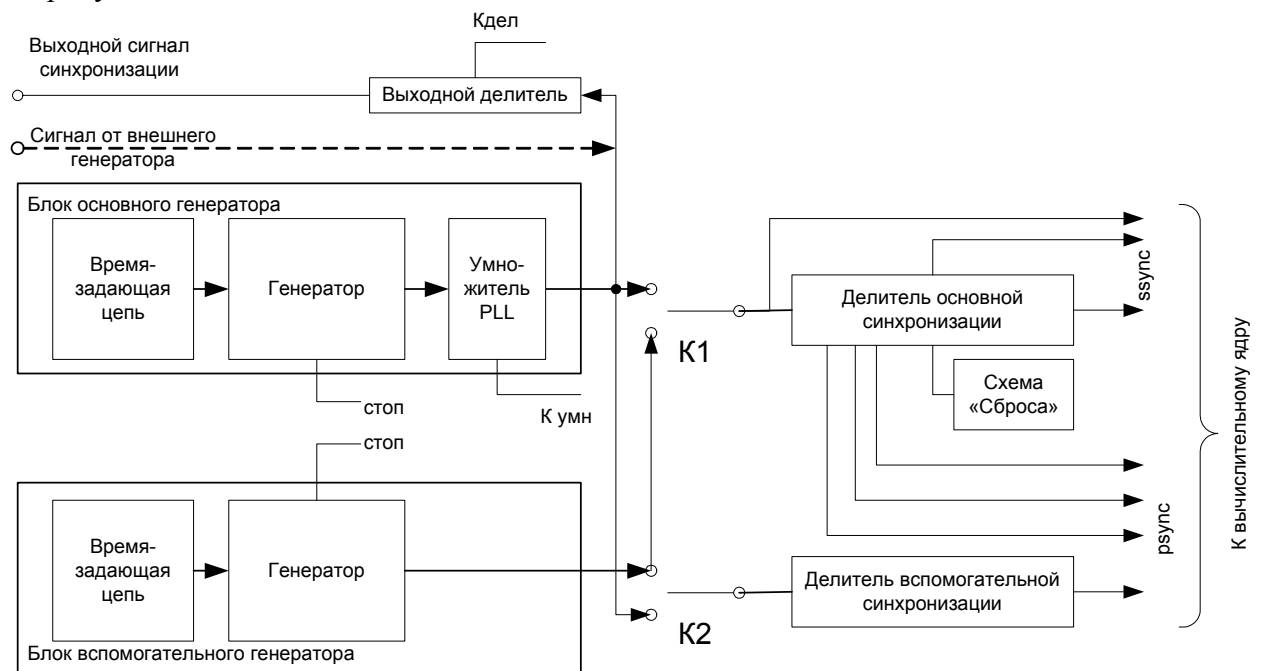 Кдел
Выходной сигнал
синхронизации
Выходной делитель
Сигнал от внешнего
генератора
Блок основного генератора
Время-
задающая
цепь
Генератор
Умно-
житель
PLL
стоп
К умн
К1
Делитель основной
синхронизации
Схема
«Сброса»
ssync
psync
К вычислительному ядру
стоп
Время-
задающая
цепь
Генератор
Блок вспомогательного генератора
К2
Делитель вспомогательной
синхронизации